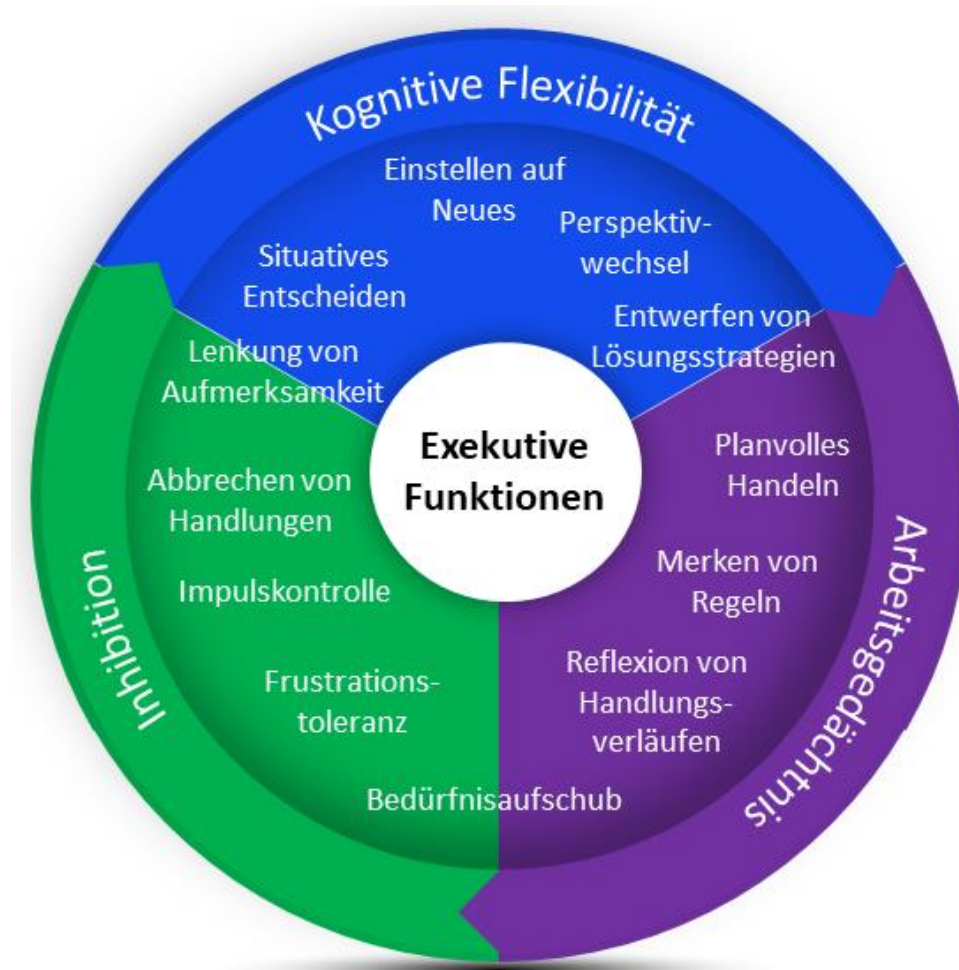 Kognitive Flexibilität
Einstellen auf
Neues
Perspektiv-
wechsel
Situatives
Entscheiden
Entwerfen von
Lösungsstrategien
Lenkung von
Aufmerksamkeit
Exekutive
Funktionen
Planvolles
Handeln
Abbrechen von
Handlungen
Merken von
Regeln
Impulskontrolle
Reflexion von
Handlungs-
verläufen
Frustrations-
toleranz
Bedürfnisaufschub
Inhibition
Arbeitsgedächtnis